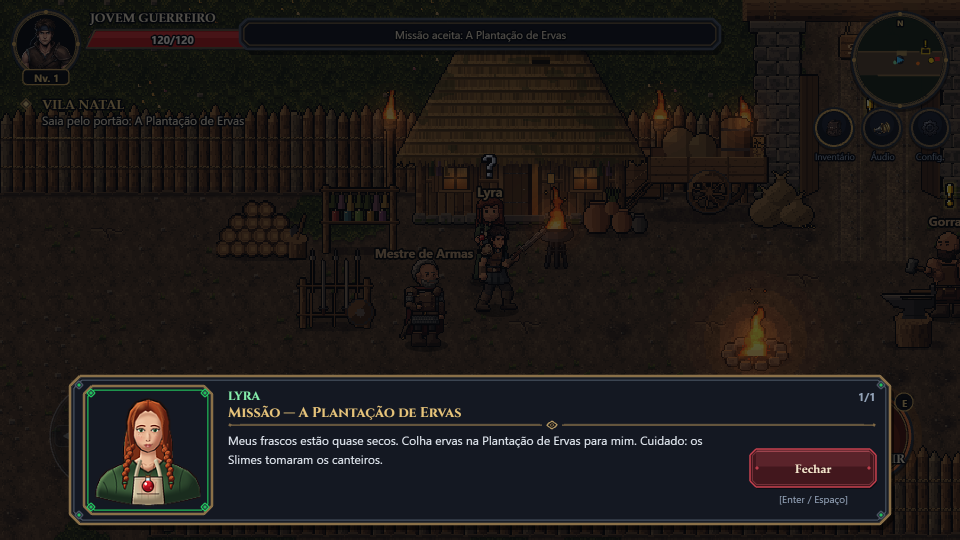 JOVEM GUERREIRO
120/120
Missão aceita: A Plantação de Ervas
N
Nv. 1
VILA NATAL
Saia pelo portão: A Plantação de Ervas
Inventário
Áudio
Config.
?
Lyra
!
Gorra
Mestre de Armas
LYRA
1/1
Missão — A Plantação de Ervas
E
Meus frascos estão quase secos. Colha ervas na Plantação de Ervas para mim. Cuidado: os
Slimes tomaram os canteiros.
Fechar
[Enter / Espaço]